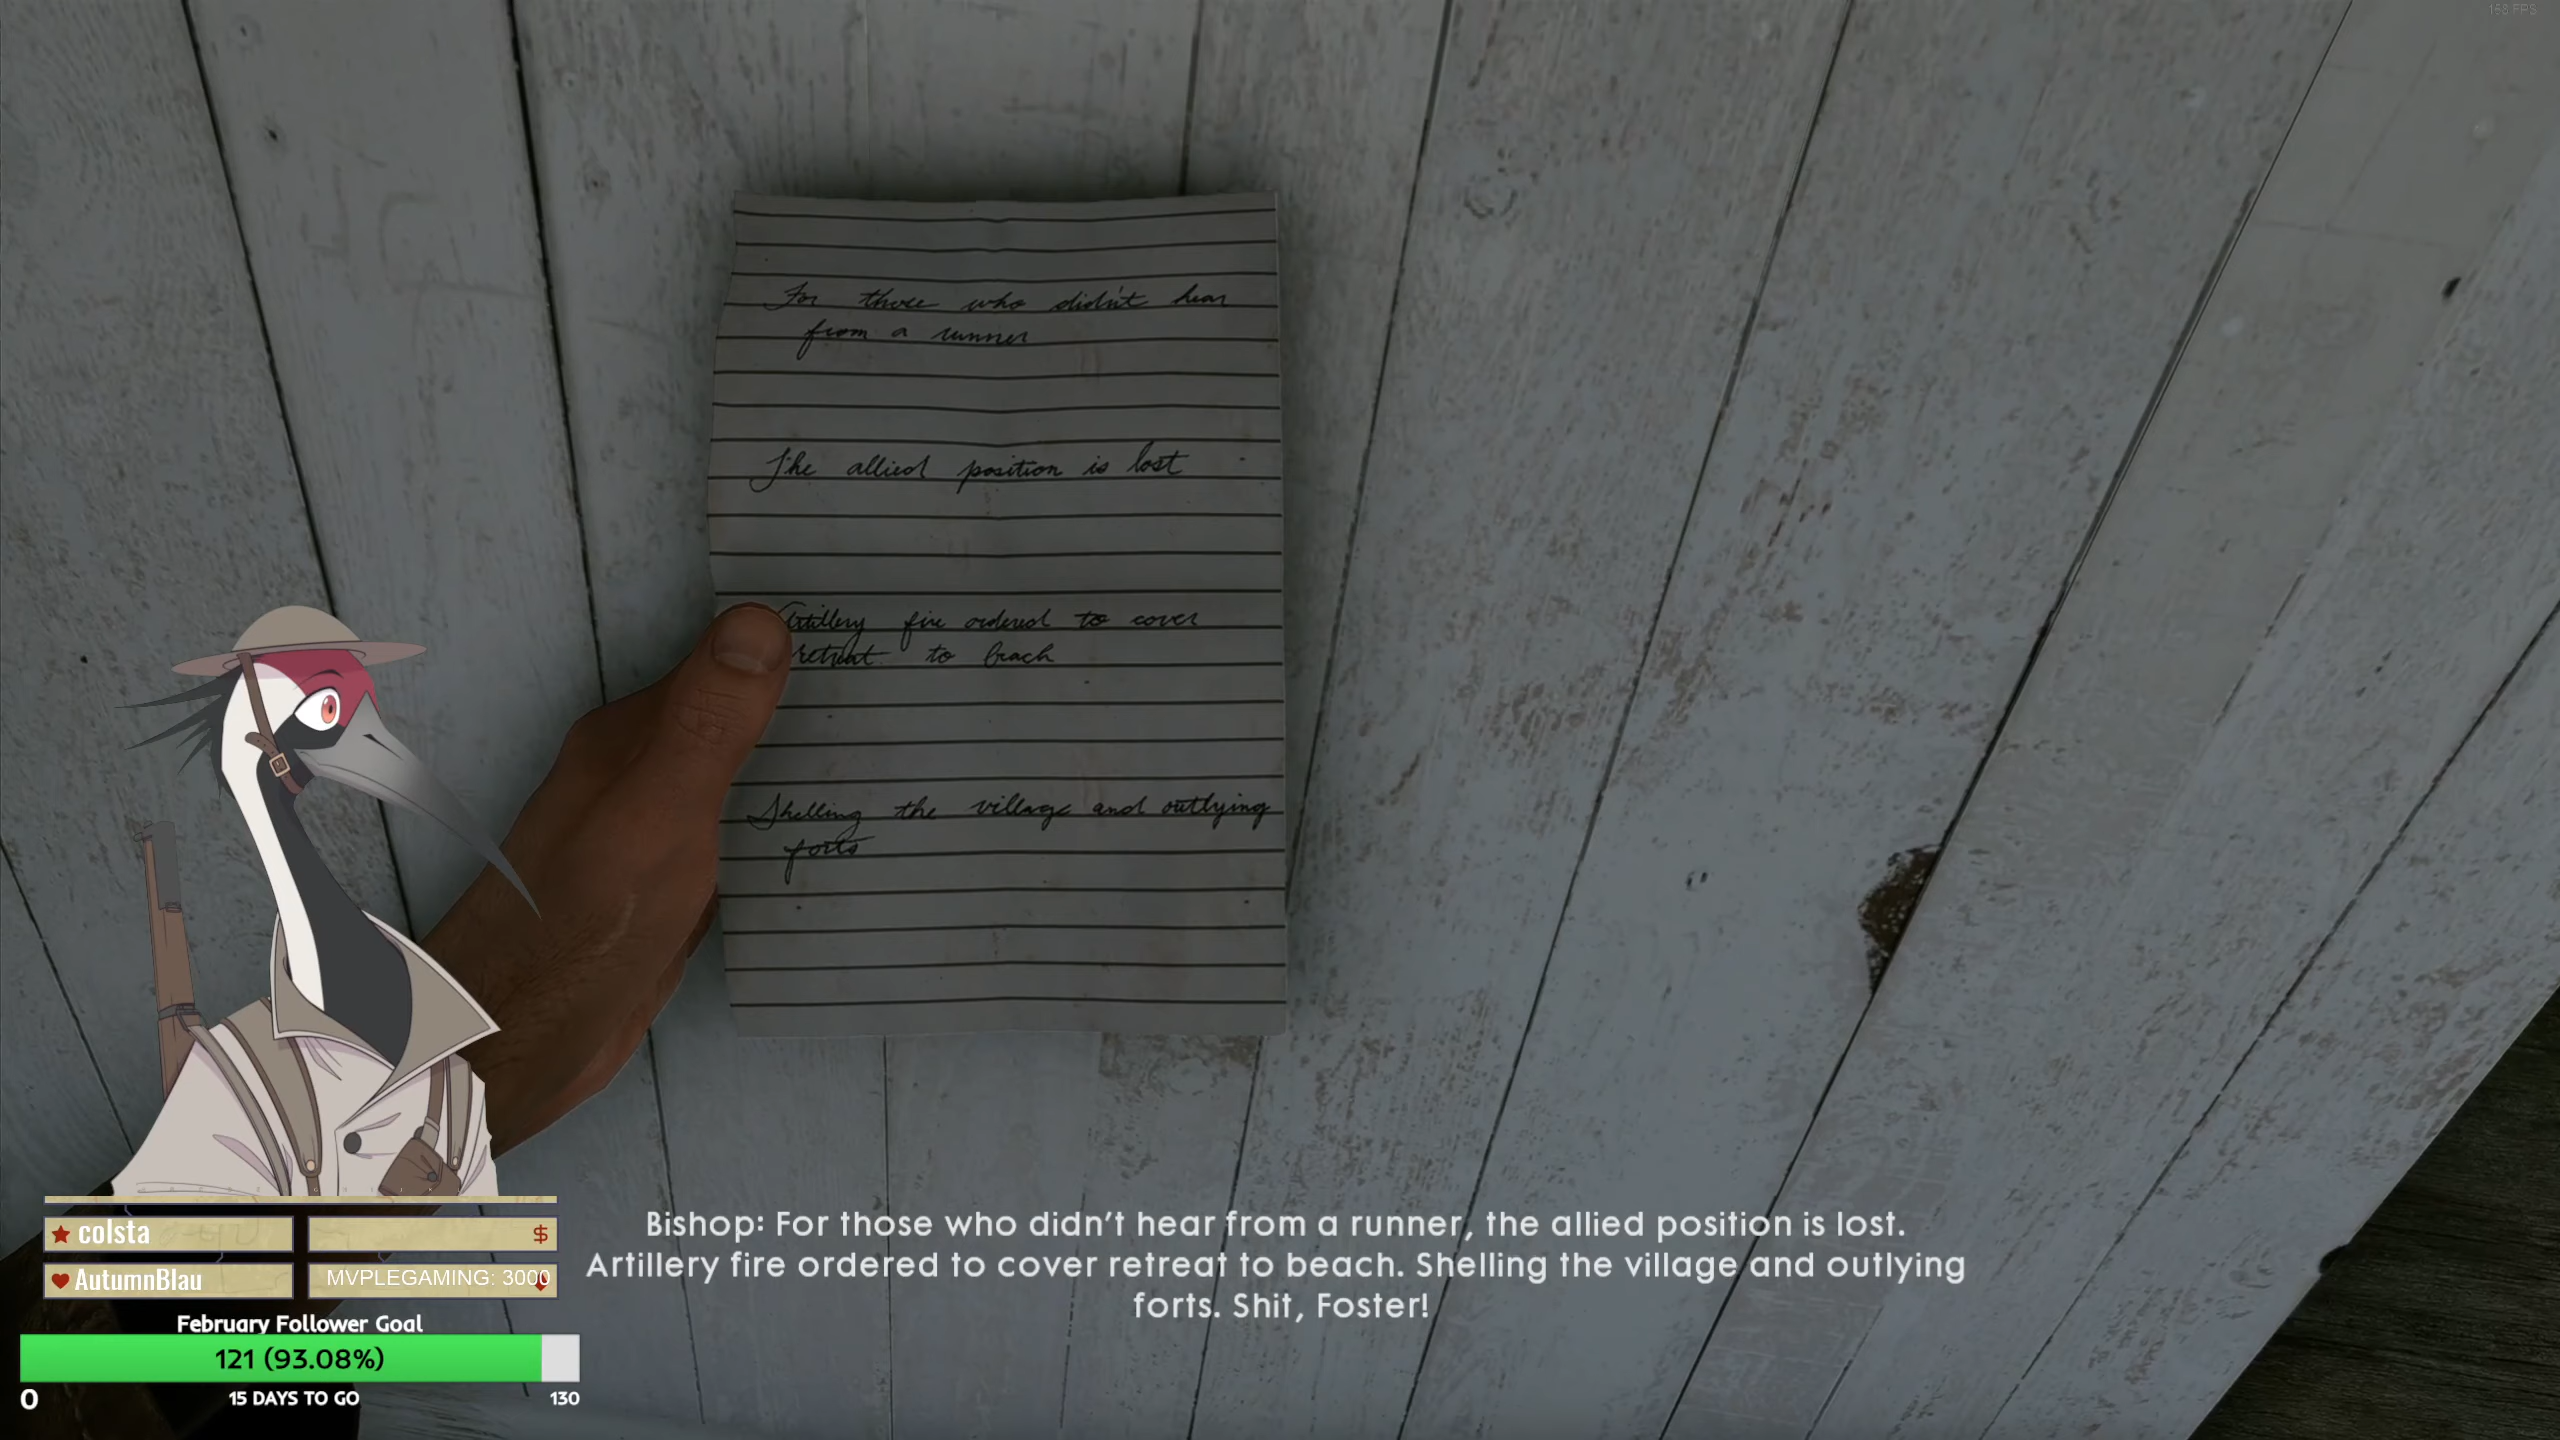 158 FPS
For those who didn't hear
from a runner
The allied position is lost
Artillery fire ordered to cover
retreat to beach
Shelling the village and outlying
forts
Bishop: For those who didn't hear from a runner, the allied position is lost.
Artillery fire ordered to cover retreat to beach. Shelling the village and outlying
forts. Shit, Foster!
colsta
$
AutumnBlau
MVPLEGAMING: 3000
February Follower Goal
121 (93.08%)
0
15 DAYS TO GO
130